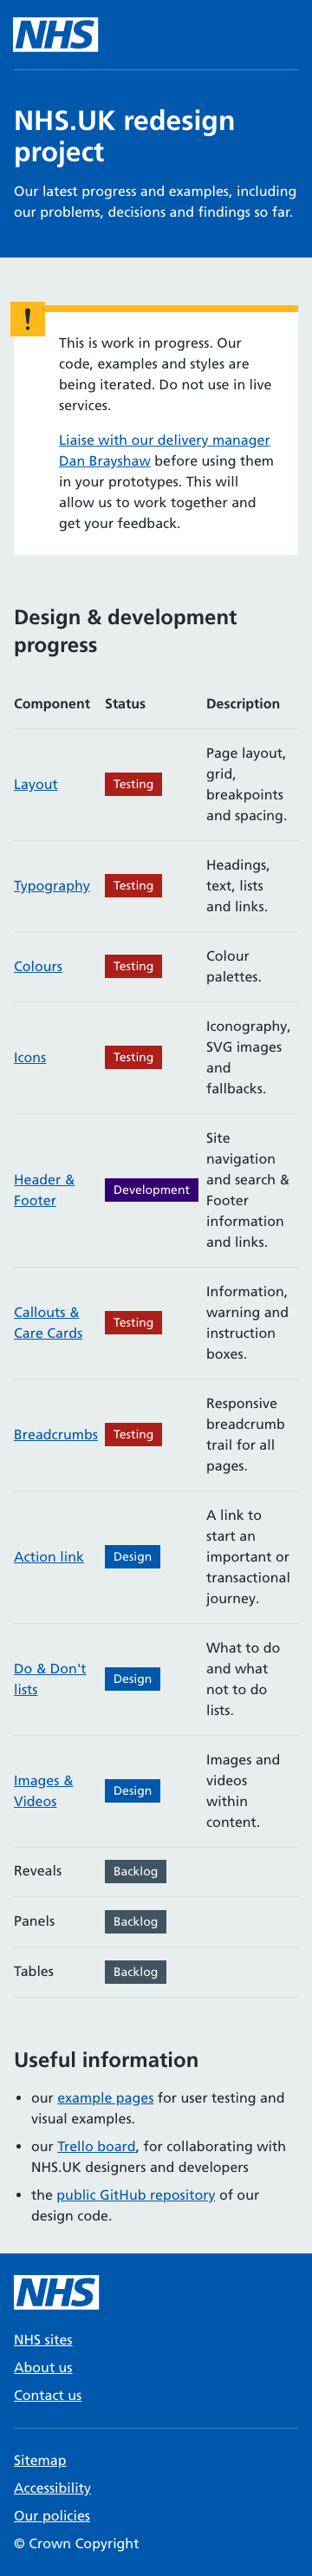 NHS
NHS.UK redesign
project
Our latest progress and examples, including
our problems, decisions and findings so far.
!
This is work in progress. Our
code, examples and styles are
being iterated. Do not use in live
services.
Liaise with our delivery manager
Dan Brayshaw before using them
in your prototypes. This will
allow us to work together and
get your feedback.
Design & development
progress
Component Status Description
Layout Testing Page layout,
grid,
breakpoints
and spacing.
Typography Testing Headings,
text, lists
and links.
Colours Testing Colour
palettes.
Icons Testing Iconography,
SVG images
and
fallbacks.
Header &
Footer Development Site
navigation
and search &
Footer
information
and links.
Callouts &
Care Cards Testing Information,
warning and
instruction
boxes.
Breadcrumbs Testing Responsive
breadcrumb
trail for all
pages.
Action link Design A link to
start an
important or
transactional
journey.
Do & Don't
lists Design What to do
and what
not to do
lists.
Images &
Videos Design Images and
videos
within
content.
Reveals Backlog
Panels Backlog
Tables Backlog
Useful information
• our example pages for user testing and
visual examples.
• our Trello board, for collaborating with
NHS.UK designers and developers
• the public GitHub repository of our
design code.
NHS
NHS sites
About us
Contact us
Sitemap
Accessibility
Our policies
© Crown Copyright